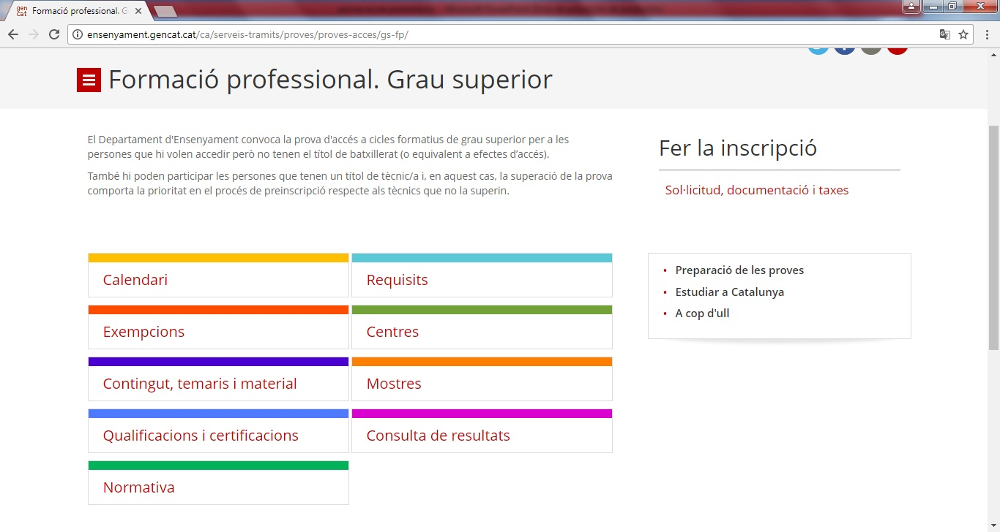 gen
cat
Formació professional. G
ensenyament.gencat.cat/ca/serveis-tramits/proves/proves-acces/gs-fp/
Formació professional. Grau superior
El Departament d'Ensenyament convoca la prova d'accés a cicles formatius de grau superior per a les
persones que hi volen accedir però no tenen el títol de batxillerat (o equivalent a efectes d’accés).
També hi poden participar les persones que tenen un títol de tècnic/a i, en aquest cas, la superació de la prova
comporta la prioritat en el procés de preinscripció respecte als tècnics que no la superin.
Fer la inscripció
Sol·licitud, documentació i taxes
Calendari
Requisits
Exempcions
Centres
Contingut, temaris i material
Mostres
Qualificacions i certificacions
Consulta de resultats
Normativa
• Preparació de les proves
• Estudiar a Catalunya
• A cop d'ull